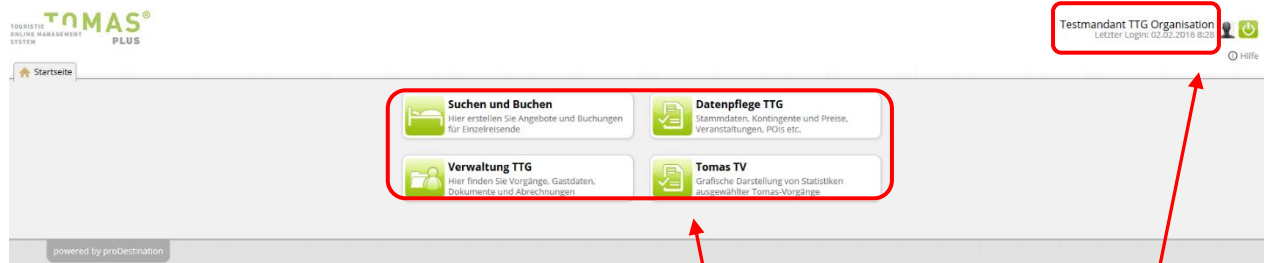 TOURISTIC
ONLINE MANAGEMENT
SYSTEM
TOMAS®
PLUS
Testmandant TTG Organisation
Letzter Login: 02.02.2016 8:28
Hilfe
Startseite
Suchen und Buchen
Hier erstellen Sie Angebote und Buchungen
für Einzelreisende
Datenpflege TTG
Stammdaten, Kontingente und Preise,
Veranstaltungen, POIs etc.
Verwaltung TTG
Hier finden Sie Vorgänge, Gastdaten,
Dokumente und Abrechnungen
Tomas TV
Grafische Darstellung von Statistiken
ausgewählter Tomas-Vorgänge
powered by proDestination